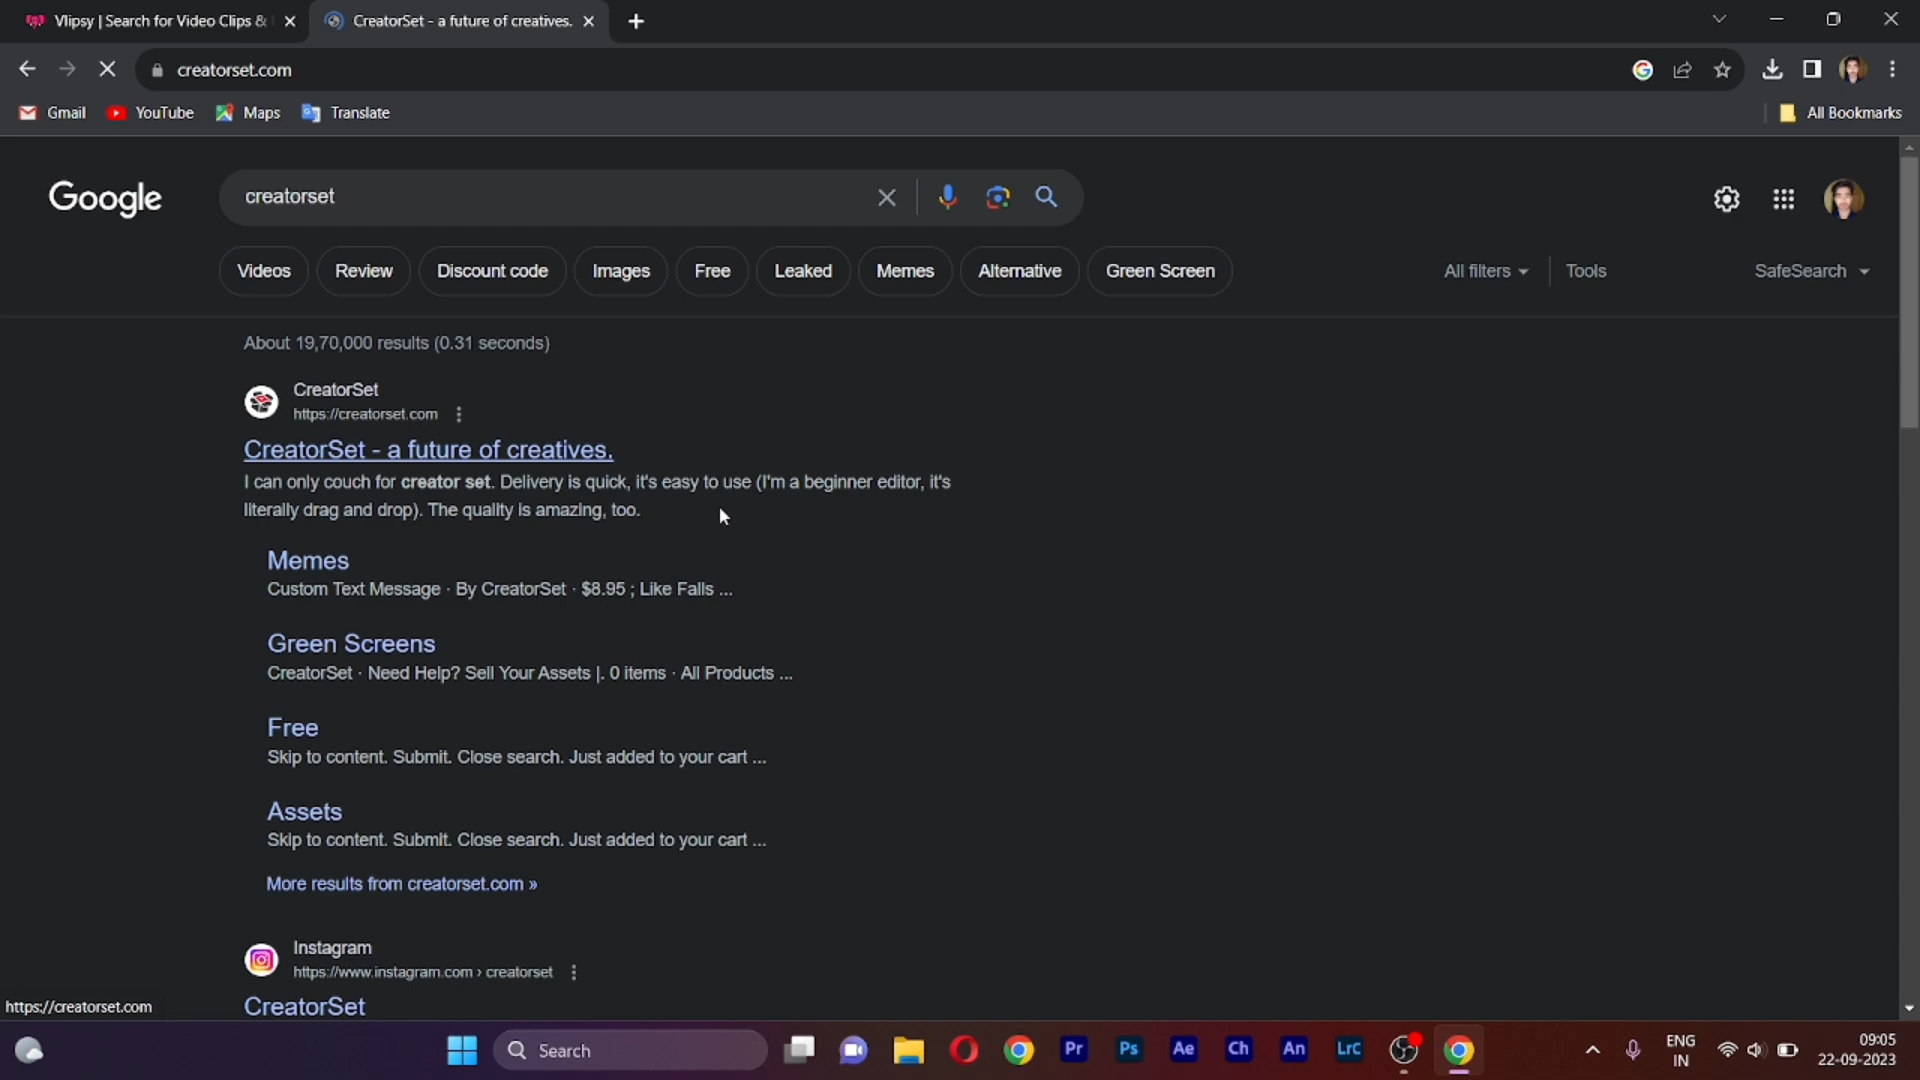 Vlipsy | Search for Video Clips &
CreatorSet - a future of creatives.
creatorset.com
Gmail
YouTube
Maps
Translate
All Bookmarks
Google
creatorset
Videos
Review
Discount code
Images
Free
Leaked
Memes
Alternative
Green Screen
All filters
Tools
SafeSearch
About 19,70,000 results (0.31 seconds)
CreatorSet
https://creatorset.com
CreatorSet - a future of creatives.
I can only couch for creator set. Delivery is quick, it's easy to use (I'm a beginner editor, it's
literally drag and drop). The quality is amazing, too.
Memes
Custom Text Message · By CreatorSet · $8.95 ; Like Falls ...
Green Screens
CreatorSet · Need Help? Sell Your Assets |. 0 items · All Products ...
Free
Skip to content. Submit. Close search. Just added to your cart ...
Assets
Skip to content. Submit. Close search. Just added to your cart ...
More results from creatorset.com »
Instagram
https://www.instagram.com › creatorset
CreatorSet
https://creatorset.com
Search
Pr
Ps
Ae
Ch
An
LrC
ENG
IN
09:05
22-09-2023